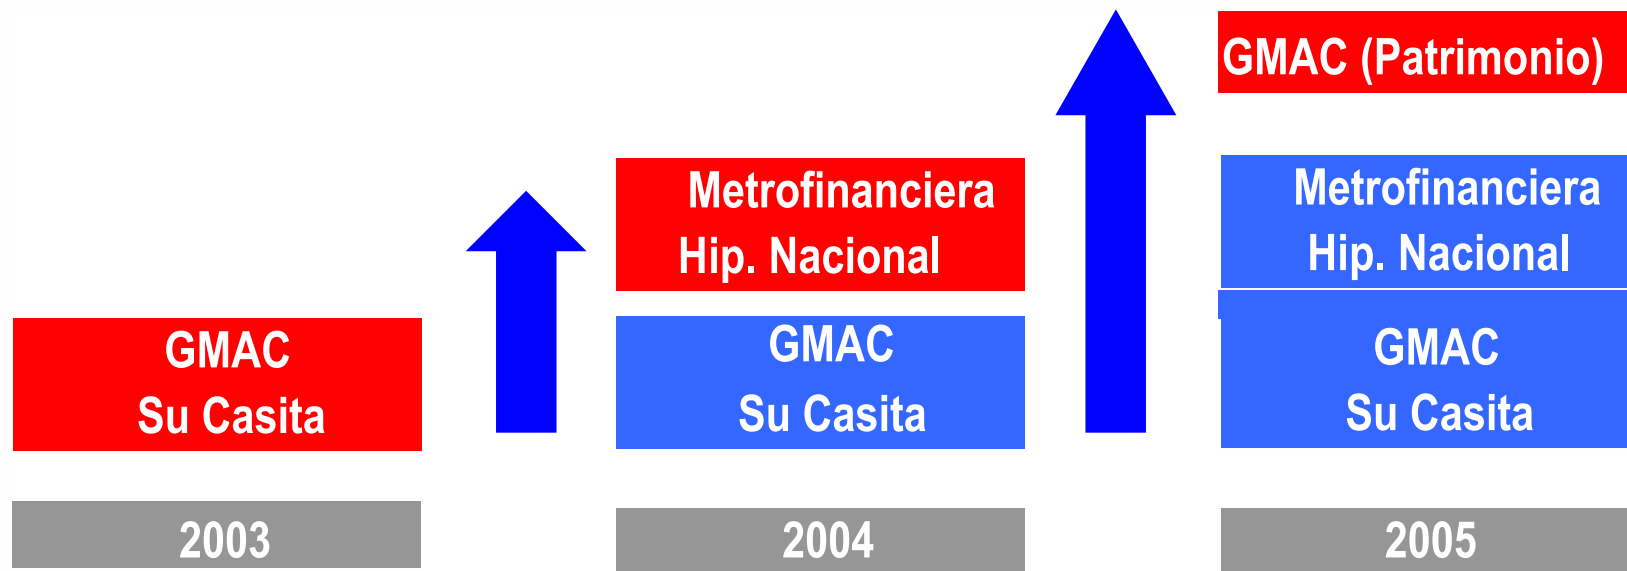 GMAC
Su Casita
2003
Metrofinanciera
Hip. Nacional
GMAC
Su Casita
2004
GMAC (Patrimonio)
Metrofinanciera
Hip. Nacional
GMAC
Su Casita
2005